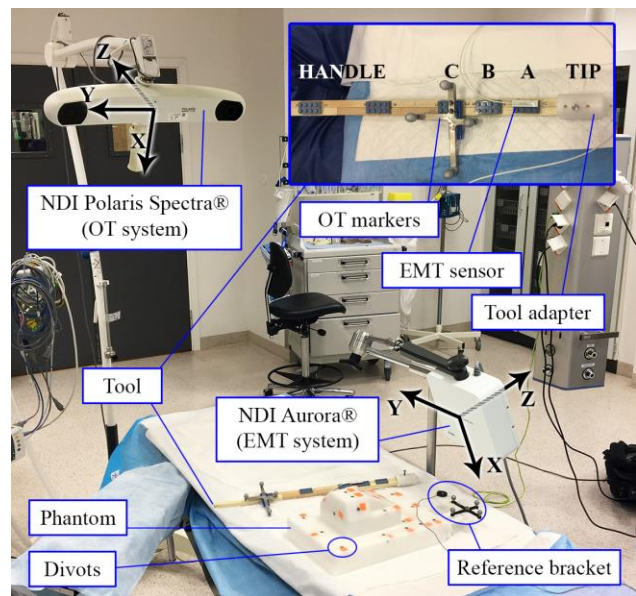 Z
Y
X
HANDLE C B A TIP
NDI Polaris Spectra®
(OT system)
OT markers
EMT sensor
Tool adapter
Tool
NDI Aurora®
(EMT system)
Y
Z
X
Phantom
Divots
Reference bracket